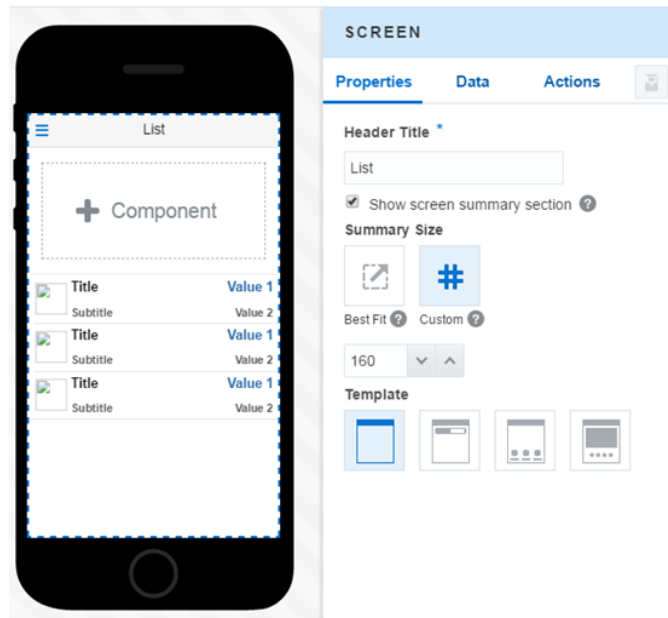 List
+ Component
Title Value 1
Subtitle Value 2
Title Value 1
Subtitle Value 2
Title Value 1
Subtitle Value 2
SCREEN
Properties Data Actions
Header Title *
List
Show screen summary section ?
Summary Size
Best Fit ? Custom ?
160
Template